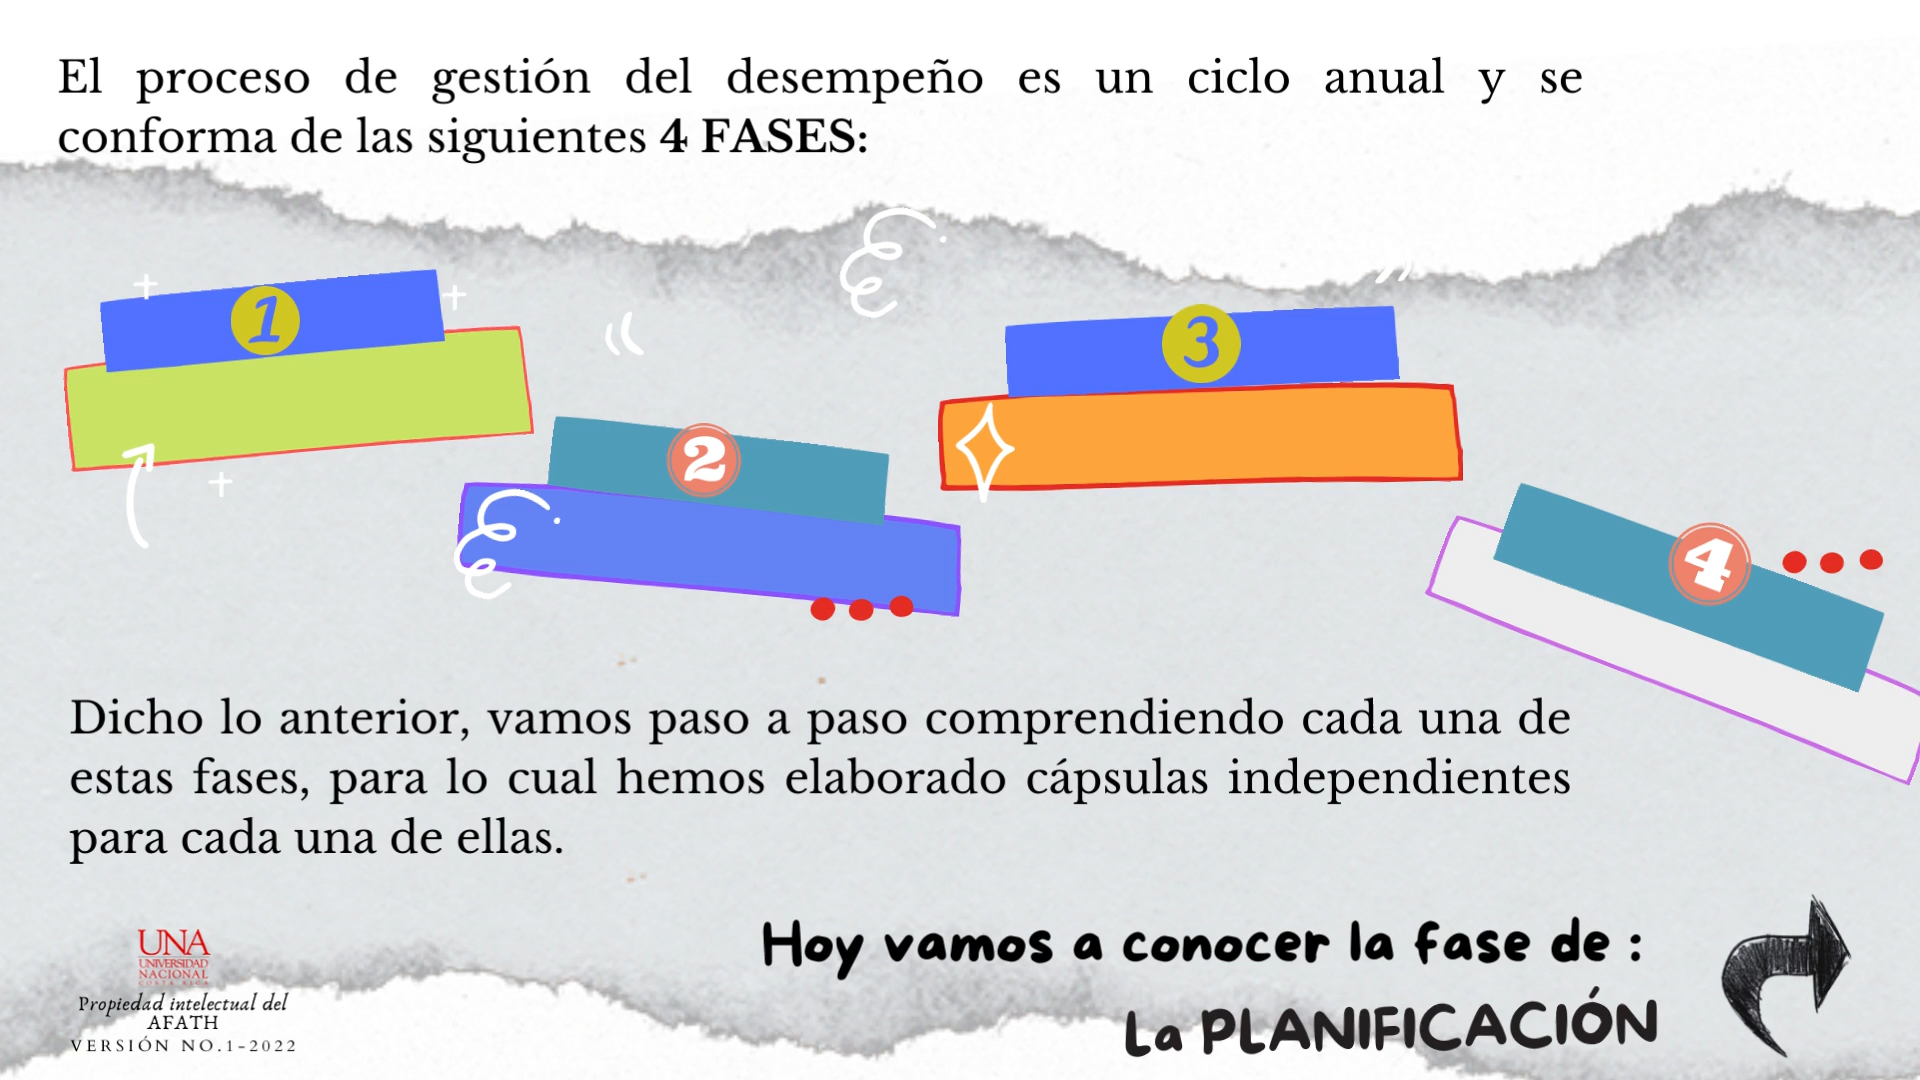 El proceso de gestión del desempeño es un ciclo anual y se
conforma de las siguientes 4 FASES:
1
2
3
4
Dicho lo anterior, vamos paso a paso comprendiendo cada una de
estas fases, para lo cual hemos elaborado cápsulas independientes
para cada una de ellas.
Hoy vamos a conocer la fase de :
La PLANIFICACIÓN
UNA
UNIVERSIDAD
NACIONAL
COSTA RICA
Propiedad intelectual del
AFATH
VERSIÓN NO.1-2022